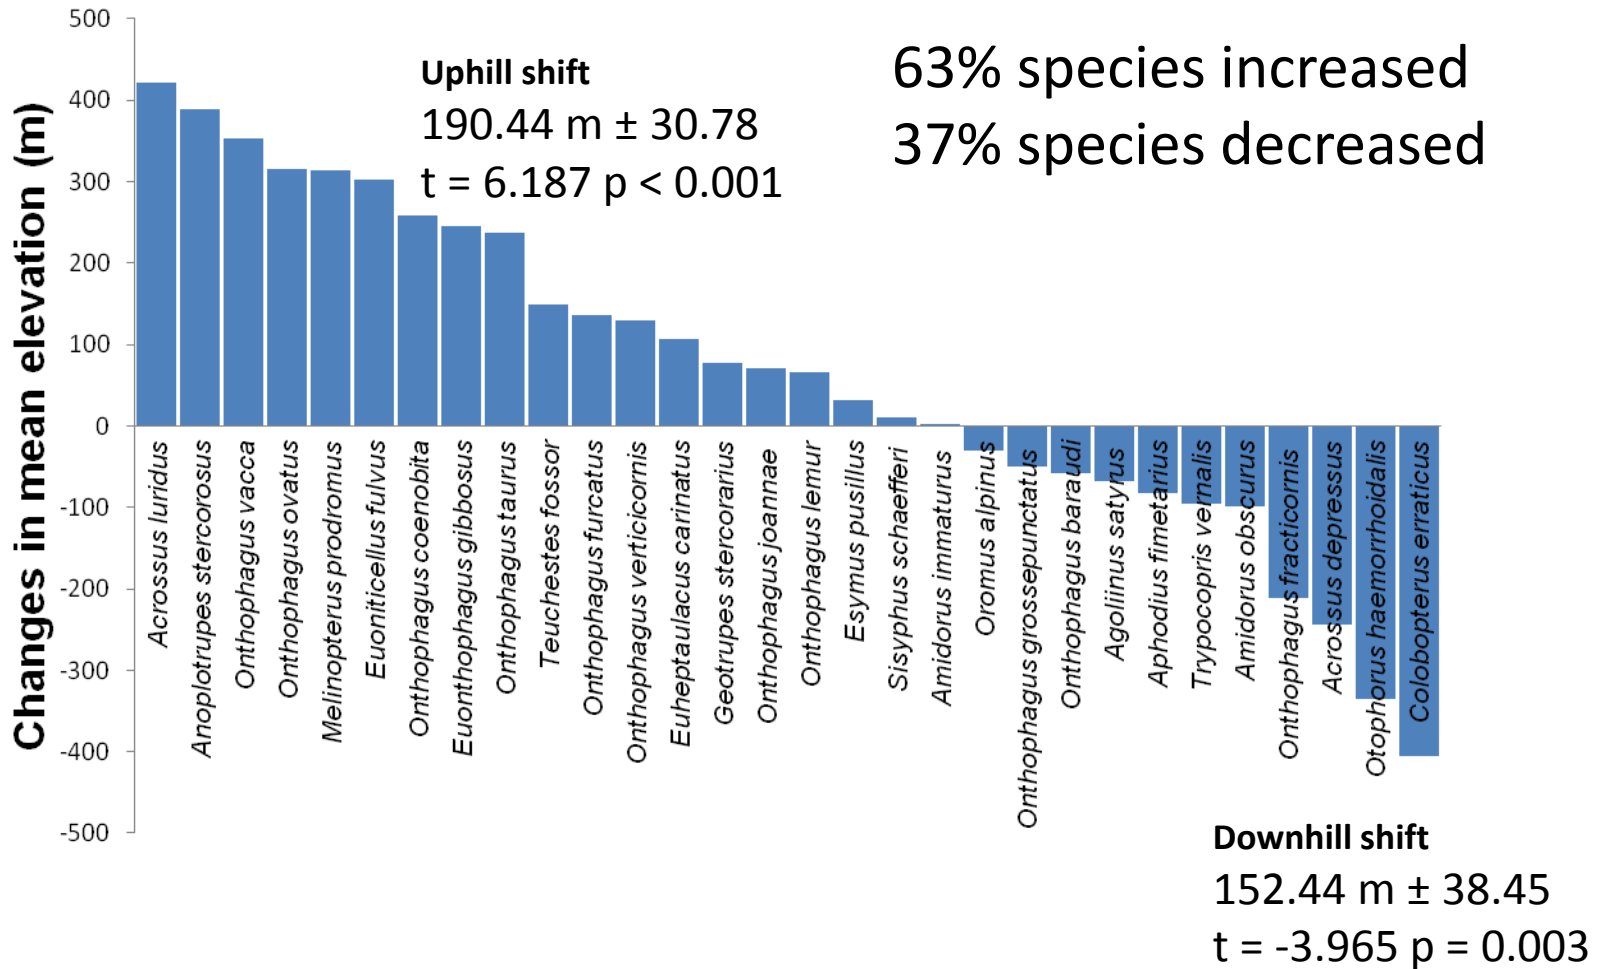 Changes in mean elevation (m)
500
400
300
200
100
0
-100
-200
-300
-400
-500
Uphill shift
190.44 m ± 30.78
t = 6.187 p < 0.001
63% species increased
37% species decreased
Acrossus luridus
Anoplotrupes stercorosus
Onthophagus vacca
Onthophagus ovatus
Melinopterus prodromus
Euoniticellus fulvus
Onthophagus coenobita
Euonthophagus gibbosus
Onthophagus taurus
Teuchestes fossor
Onthophagus furcatus
Onthophagus verticicornis
Euheptaulacus carinatus
Geotrupes stercorarius
Onthophagus joannae
Onthophagus lemur
Esymus pusillus
Sisyphus schaefferi
Amidorus immaturus
Oromus alpinus
Onthophagus grossepunctatus
Onthophagus baraudi
Agoliinus satyrus
Aphodius fimetarius
Trypocopris vernalis
Amidorus obscurus
Onthophagus fracticornis
Acrossus depressus
Otophorus haemorrhoidalis
Colobopterus erraticus
Downhill shift
152.44 m ± 38.45
t = -3.965 p = 0.003